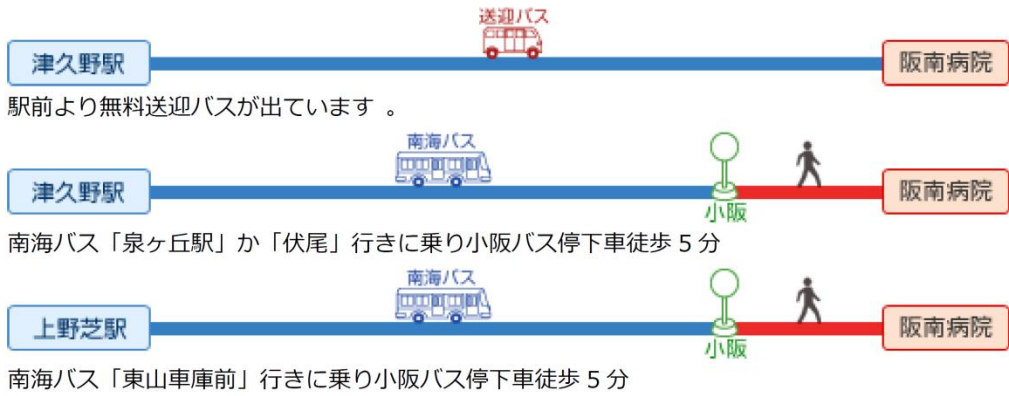 送迎バス
津久野駅
阪南病院
駅前より無料送迎バスが出ています 。
南海バス
津久野駅
小阪
阪南病院
南海バス「泉ヶ丘駅」か「伏尾」行きに乗り小阪バス停下車徒歩 5 分
南海バス
上野芝駅
小阪
阪南病院
南海バス「東山車庫前」行きに乗り小阪バス停下車徒歩 5 分